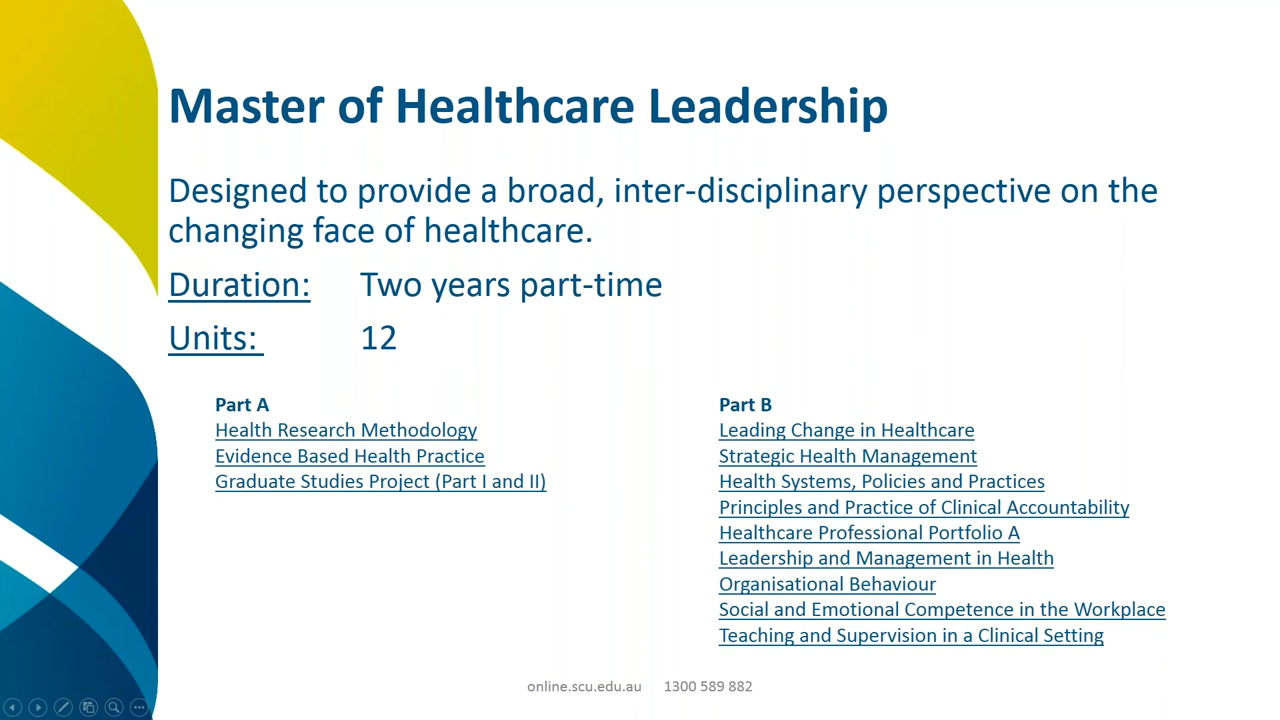 Master of Healthcare Leadership
Designed to provide a broad, inter-disciplinary perspective on the
changing face of healthcare.
Duration: Two years part-time
Units: 12
Part A
Health Research Methodology
Evidence Based Health Practice
Graduate Studies Project (Part I and II)
Part B
Leading Change in Healthcare
Strategic Health Management
Health Systems, Policies and Practices
Principles and Practice of Clinical Accountability
Healthcare Professional Portfolio A
Leadership and Management in Health
Organisational Behaviour
Social and Emotional Competence in the Workplace
Teaching and Supervision in a Clinical Setting
online.scu.edu.au 1300 589 882